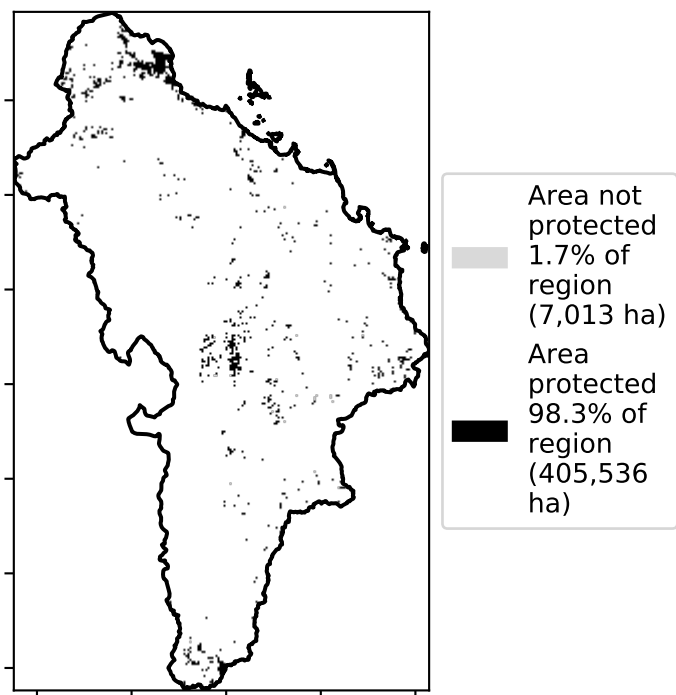 Area not
protected
1.7% of
region
(7,013 ha)
Area
protected
98.3% of
region
(405,536
ha)